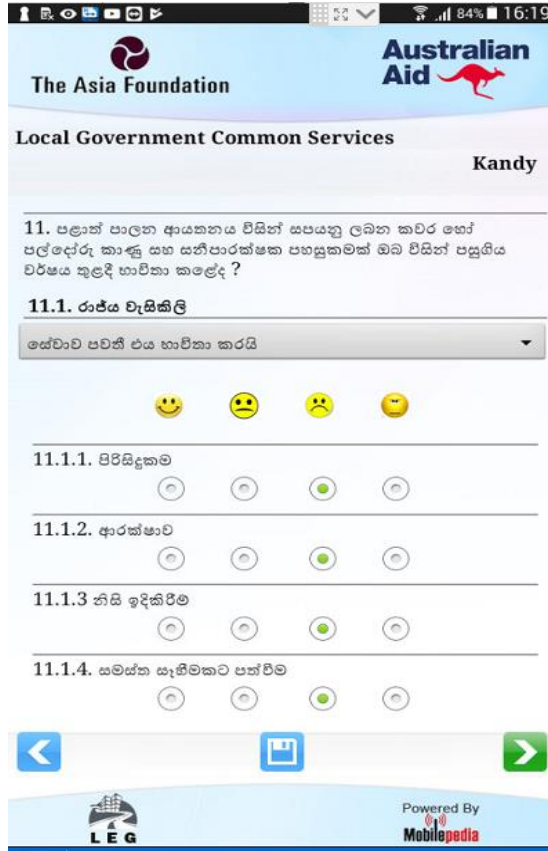 84% 16:19
The Asia Foundation
Australian
Aid
Local Government Common Services
Kandy
11. පළාත් පාලන ආයතනය විසින් සපයනු ලබන කවර හෝ
පල්දෝරු කාණු සහ සනීපාරක්ෂක පහසුකමක් ඔබ විසින් පසුගිය
වර්ෂය තුළදී භාවිතා කළේද ?
11.1. රාජ්ය වැසිකිලි
සේවාව පවතී එය භාවිතා කරයි
11.1.1. පිරිසිදුකම
11.1.2. ආරක්ෂාව
11.1.3 නිසි ඉදිකිරීම්
11.1.4. සමස්ත සෑහීමකට පත්වීම
LEG
Powered By
Mobilepedia